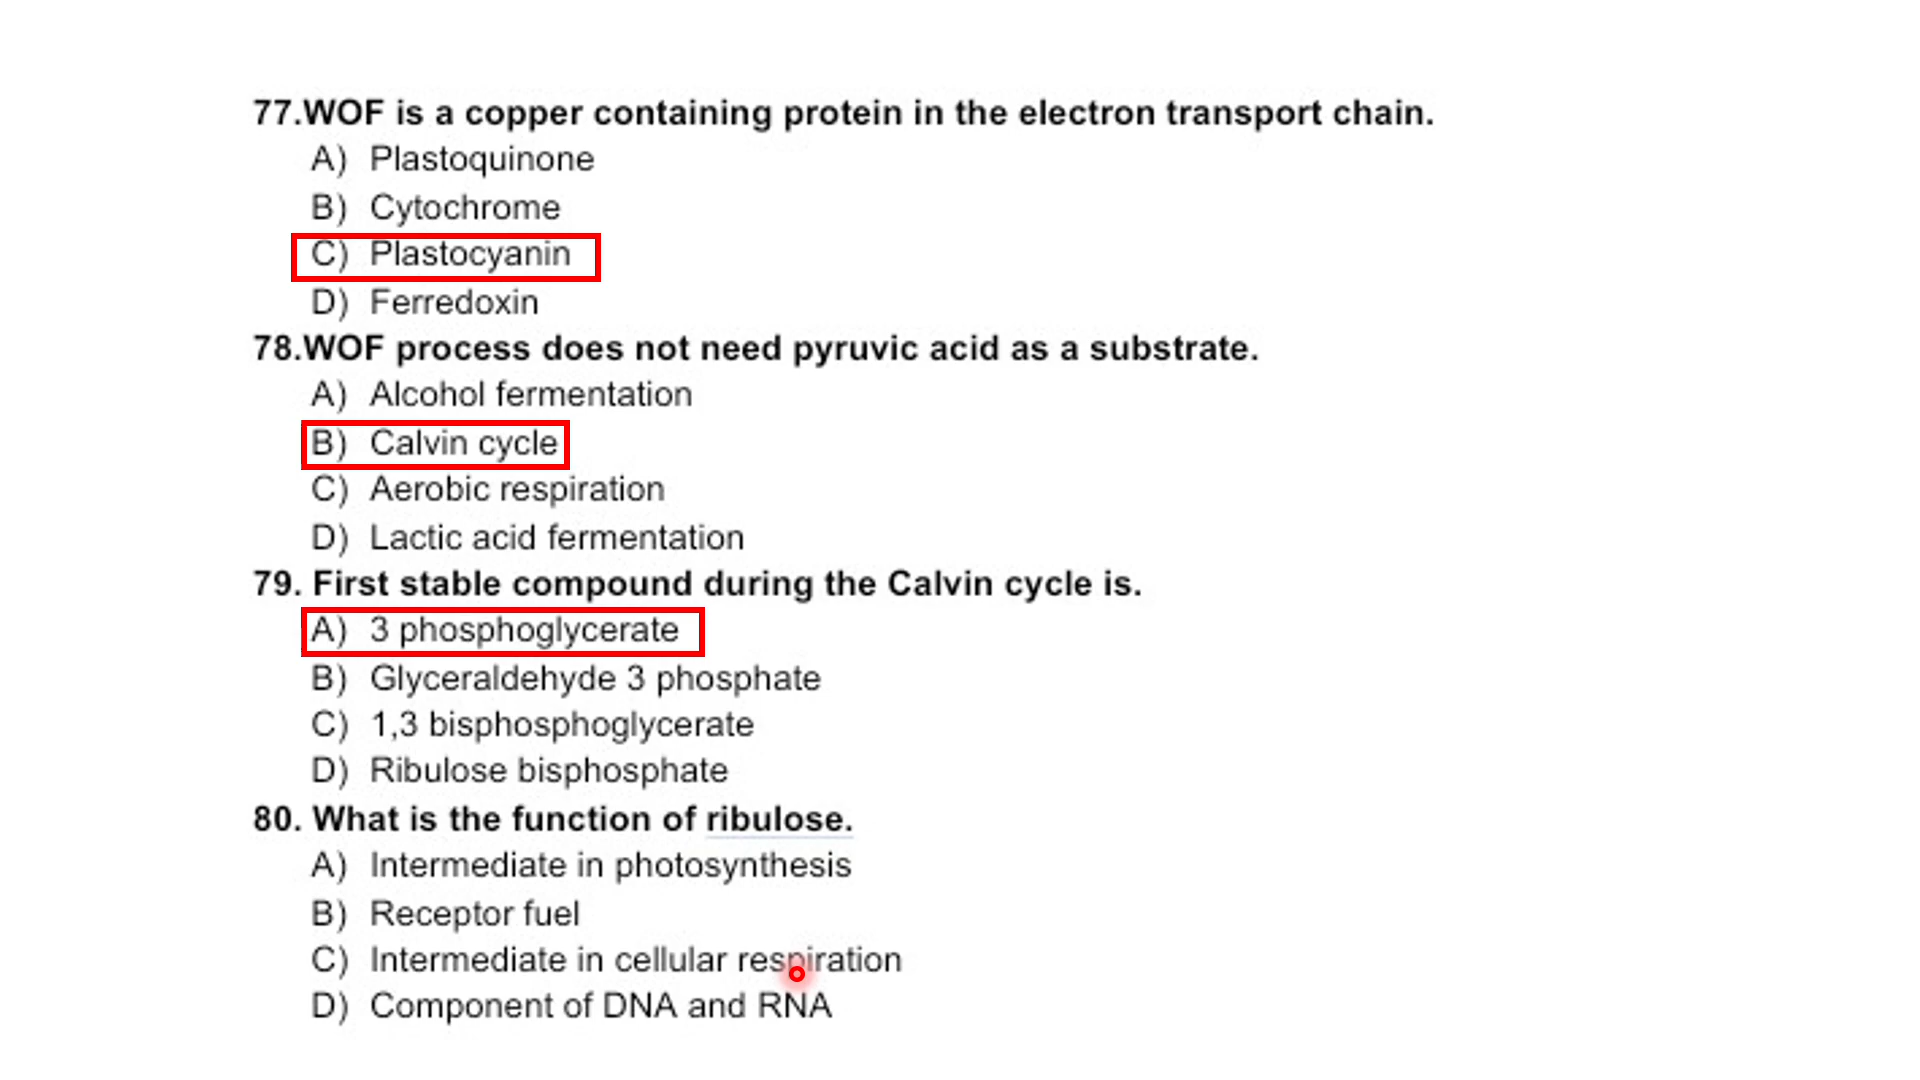 77.WOF is a copper containing protein in the electron transport chain.
A) Plastoquinone
B) Cytochrome
C) Plastocyanin
D) Ferredoxin
78.WOF process does not need pyruvic acid as a substrate.
A) Alcohol fermentation
B) Calvin cycle
C) Aerobic respiration
D) Lactic acid fermentation
79. First stable compound during the Calvin cycle is.
A) 3 phosphoglycerate
B) Glyceraldehyde 3 phosphate
C) 1,3 bisphosphoglycerate
D) Ribulose bisphosphate
80. What is the function of ribulose.
A) Intermediate in photosynthesis
B) Receptor fuel
C) Intermediate in cellular respiration
D) Component of DNA and RNA